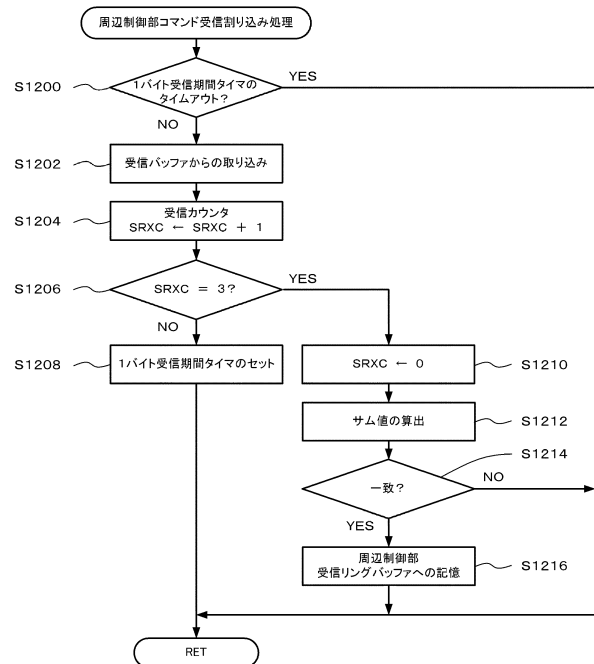 周辺制御部コマンド受信割り込み処理
S1200
1バイト受信期間タイマの
タイムアウト?
YES
NO
S1202
受信バッファからの取り込み
S1204
受信カウンタ
SRXC ← SRXC + 1
S1206
SRXC = 3?
YES
NO
S1208
1バイト受信期間タイマのセット
SRXC ← 0
S1210
サム値の算出
S1212
S1214
一致?
NO
YES
周辺制御部
受信リングバッファへの記憶
S1216
RET